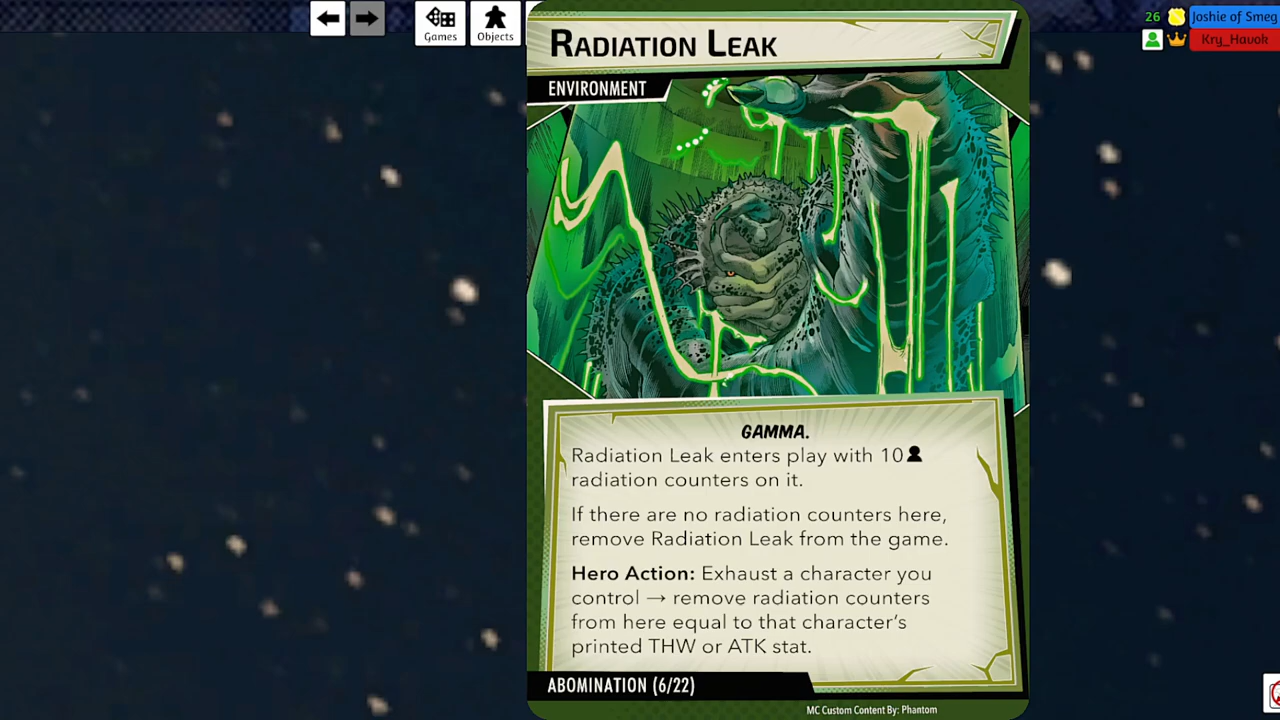 Games
Objects
26
Joshie of Smeg
Kry_Havok
RADIATION LEAK
ENVIRONMENT
GAMMA.
Radiation Leak enters play with 10
radiation counters on it.
If there are no radiation counters here,
remove Radiation Leak from the game.
Hero Action: Exhaust a character you
control → remove radiation counters
from here equal to that character's
printed THW or ATK stat.
ABOMINATION (6/22)
MC Custom Content By: Phantom